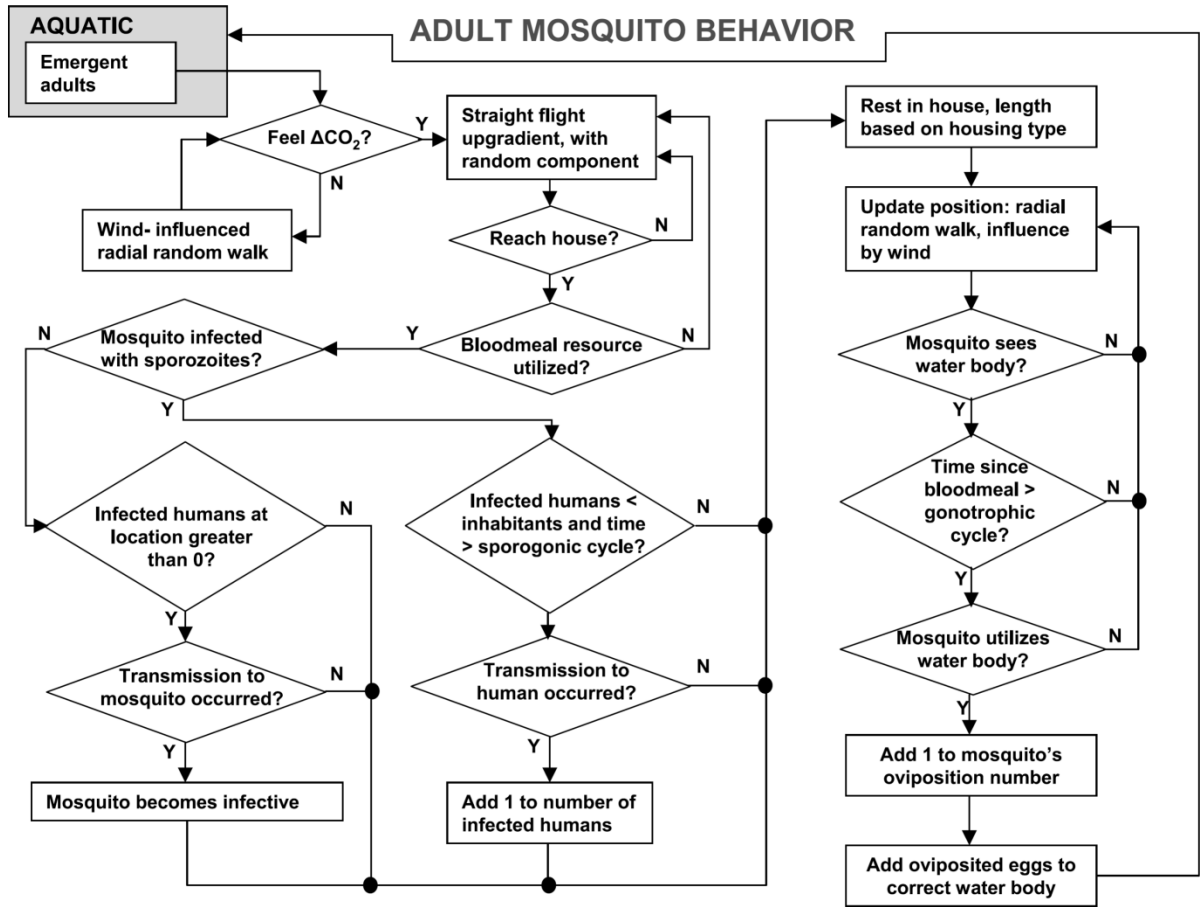 AQUATIC
Emergent
adults
ADULT MOSQUITO BEHAVIOR
Feel ΔCO₂?
Y
N
Wind- influenced
radial random walk
Straight flight
upgradient, with
random component
Reach house?
N
Y
Bloodmeal resource
utilized?
N
Y
Mosquito infected
with sporozoites?
N
Y
Infected humans at
location greater
than 0?
N
Y
Transmission to
mosquito occurred?
N
Y
Mosquito becomes infective
Infected humans <
inhabitants and time
> sporogonic cycle?
N
Y
Transmission to
human occurred?
N
Y
Add 1 to number of
infected humans
Rest in house, length
based on housing type
Update position: radial
random walk, influence
by wind
Mosquito sees
water body?
N
Y
Time since
bloodmeal >
gonotrophic
cycle?
N
Y
Mosquito utilizes
water body?
N
Y
Add 1 to mosquito's
oviposition number
Add oviposited eggs to
correct water body